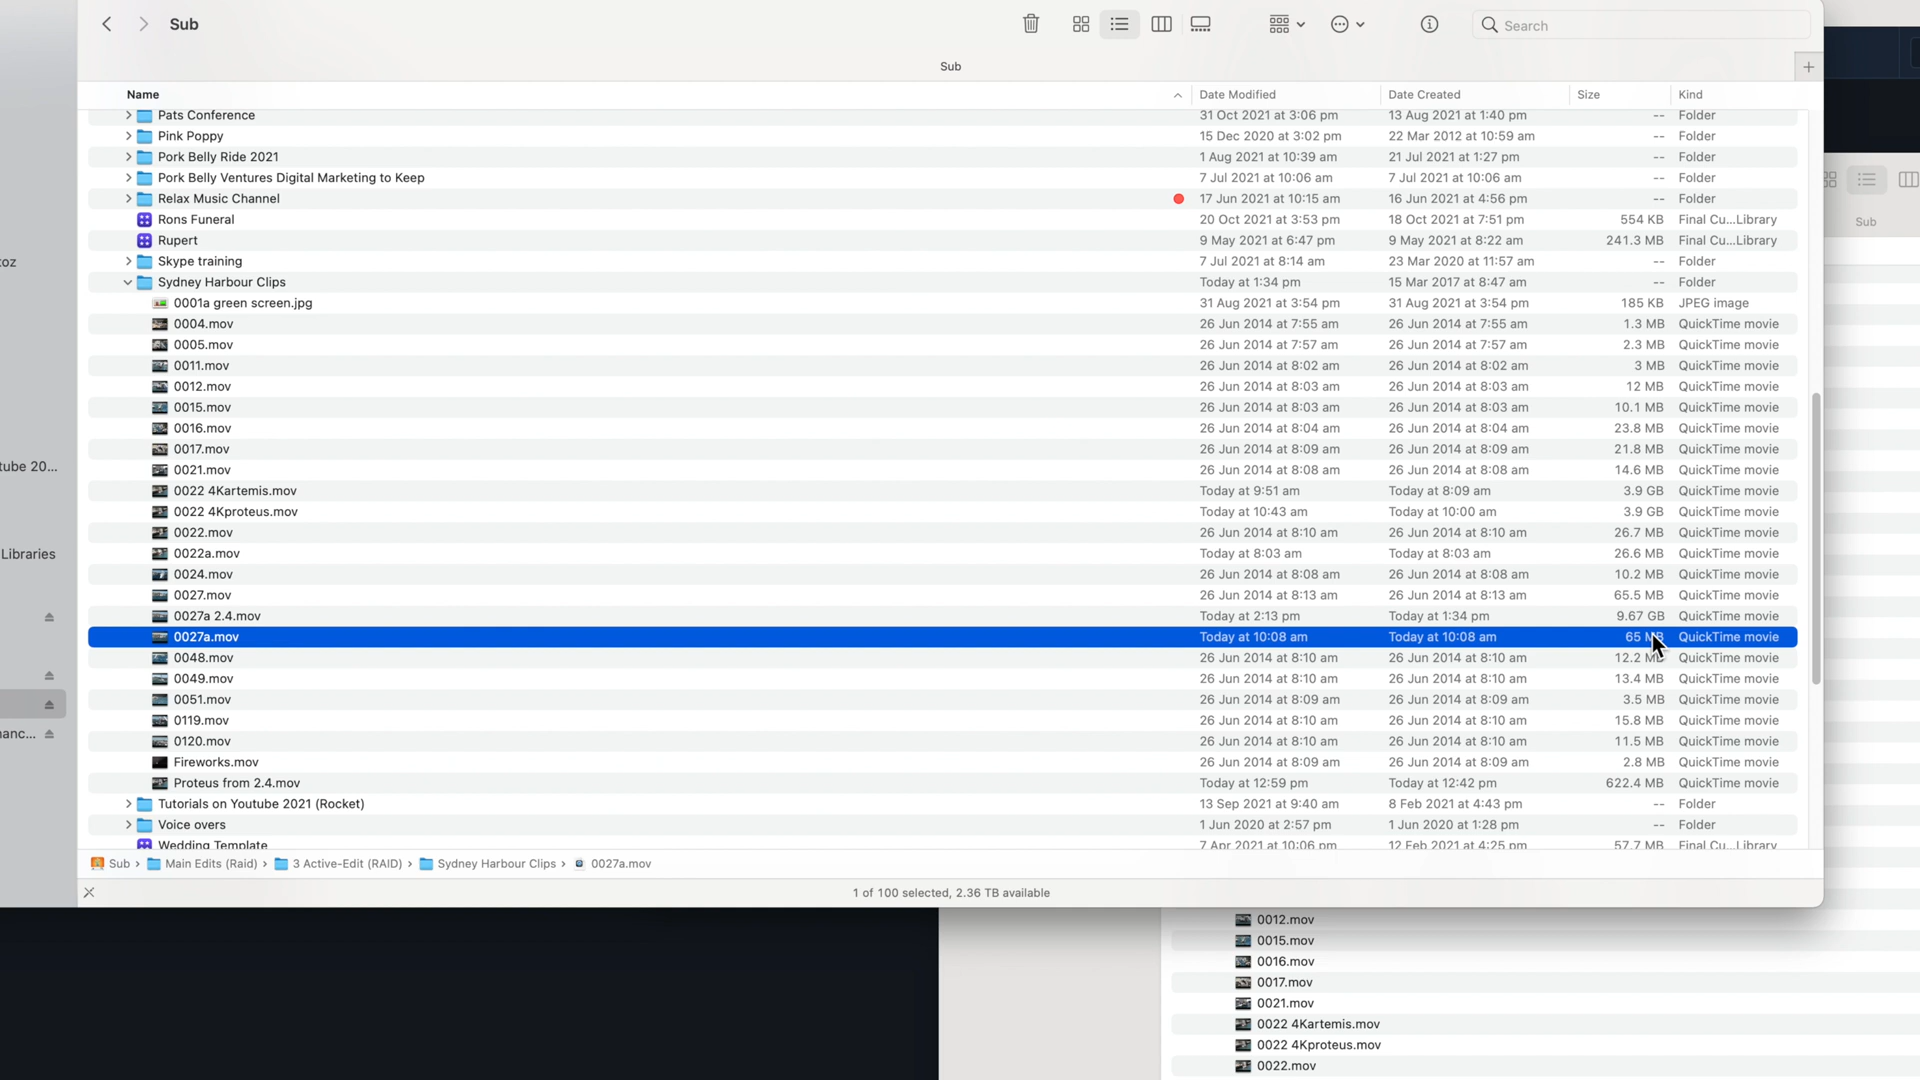 Sub
Search
Sub
Name Date Modified Date Created Size Kind
Pats Conference 31 Oct 2021 at 3:06 pm 13 Aug 2021 at 1:40 pm -- Folder
Pink Poppy 15 Dec 2020 at 3:02 pm 22 Mar 2012 at 10:59 am -- Folder
Pork Belly Ride 2021 1 Aug 2021 at 10:39 am 21 Jul 2021 at 1:27 pm -- Folder
Pork Belly Ventures Digital Marketing to Keep 7 Jul 2021 at 10:06 am 7 Jul 2021 at 10:06 am -- Folder
Relax Music Channel 17 Jun 2021 at 10:15 am 16 Jun 2021 at 4:56 pm -- Folder
Rons Funeral 20 Oct 2021 at 3:53 pm 18 Oct 2021 at 7:51 pm 554 KB Final Cu...Library
Rupert 9 May 2021 at 6:47 pm 9 May 2021 at 8:22 am 241.3 MB Final Cu...Library
Skype training 7 Jul 2021 at 8:14 am 23 Mar 2020 at 11:57 am -- Folder
Sydney Harbour Clips Today at 1:34 pm 15 Mar 2017 at 8:47 am -- Folder
0001a green screen.jpg 31 Aug 2021 at 3:54 pm 31 Aug 2021 at 3:54 pm 185 KB JPEG image
0004.mov 26 Jun 2014 at 7:55 am 26 Jun 2014 at 7:55 am 1.3 MB QuickTime movie
0005.mov 26 Jun 2014 at 7:57 am 26 Jun 2014 at 7:57 am 2.3 MB QuickTime movie
0011.mov 26 Jun 2014 at 8:02 am 26 Jun 2014 at 8:02 am 3 MB QuickTime movie
0012.mov 26 Jun 2014 at 8:03 am 26 Jun 2014 at 8:03 am 12 MB QuickTime movie
0015.mov 26 Jun 2014 at 8:03 am 26 Jun 2014 at 8:03 am 10.1 MB QuickTime movie
0016.mov 26 Jun 2014 at 8:04 am 26 Jun 2014 at 8:04 am 23.8 MB QuickTime movie
0017.mov 26 Jun 2014 at 8:09 am 26 Jun 2014 at 8:09 am 21.8 MB QuickTime movie
0021.mov 26 Jun 2014 at 8:08 am 26 Jun 2014 at 8:08 am 14.6 MB QuickTime movie
0022 4Kartemis.mov Today at 9:51 am Today at 8:09 am 3.9 GB QuickTime movie
0022 4Kproteus.mov Today at 10:43 am Today at 10:00 am 3.9 GB QuickTime movie
0022.mov 26 Jun 2014 at 8:10 am 26 Jun 2014 at 8:10 am 26.7 MB QuickTime movie
0022a.mov Today at 8:03 am Today at 8:03 am 26.6 MB QuickTime movie
0024.mov 26 Jun 2014 at 8:08 am 26 Jun 2014 at 8:08 am 10.2 MB QuickTime movie
0027.mov 26 Jun 2014 at 8:13 am 26 Jun 2014 at 8:13 am 65.5 MB QuickTime movie
0027a 2.4.mov Today at 2:13 pm Today at 1:34 pm 9.67 GB QuickTime movie
0027a.mov Today at 10:08 am Today at 10:08 am 65 MB QuickTime movie
0048.mov 26 Jun 2014 at 8:10 am 26 Jun 2014 at 8:10 am 12.2 MB QuickTime movie
0049.mov 26 Jun 2014 at 8:10 am 26 Jun 2014 at 8:10 am 13.4 MB QuickTime movie
0051.mov 26 Jun 2014 at 8:09 am 26 Jun 2014 at 8:09 am 3.5 MB QuickTime movie
0119.mov 26 Jun 2014 at 8:10 am 26 Jun 2014 at 8:10 am 15.8 MB QuickTime movie
0120.mov 26 Jun 2014 at 8:10 am 26 Jun 2014 at 8:10 am 11.5 MB QuickTime movie
Fireworks.mov 26 Jun 2014 at 8:09 am 26 Jun 2014 at 8:09 am 2.8 MB QuickTime movie
Proteus from 2.4.mov Today at 12:59 pm Today at 12:42 pm 622.4 MB QuickTime movie
Tutorials on Youtube 2021 (Rocket) 13 Sep 2021 at 9:40 am 8 Feb 2021 at 4:43 pm -- Folder
Voice overs 1 Jun 2020 at 2:57 pm 1 Jun 2020 at 1:28 pm -- Folder
Wedding Template 7 Apr 2021 at 10:06 pm 12 Feb 2021 at 4:25 pm 57.7 MB Final Cu...Library
Sub › Main Edits (Raid) › 3 Active-Edit (RAID) › Sydney Harbour Clips › 0027a.mov
1 of 100 selected, 2.36 TB available
toz
tube 20...
Libraries
nanc...
Sub
0012.mov
0015.mov
0016.mov
0017.mov
0021.mov
0022 4Kartemis.mov
0022 4Kproteus.mov
0022.mov